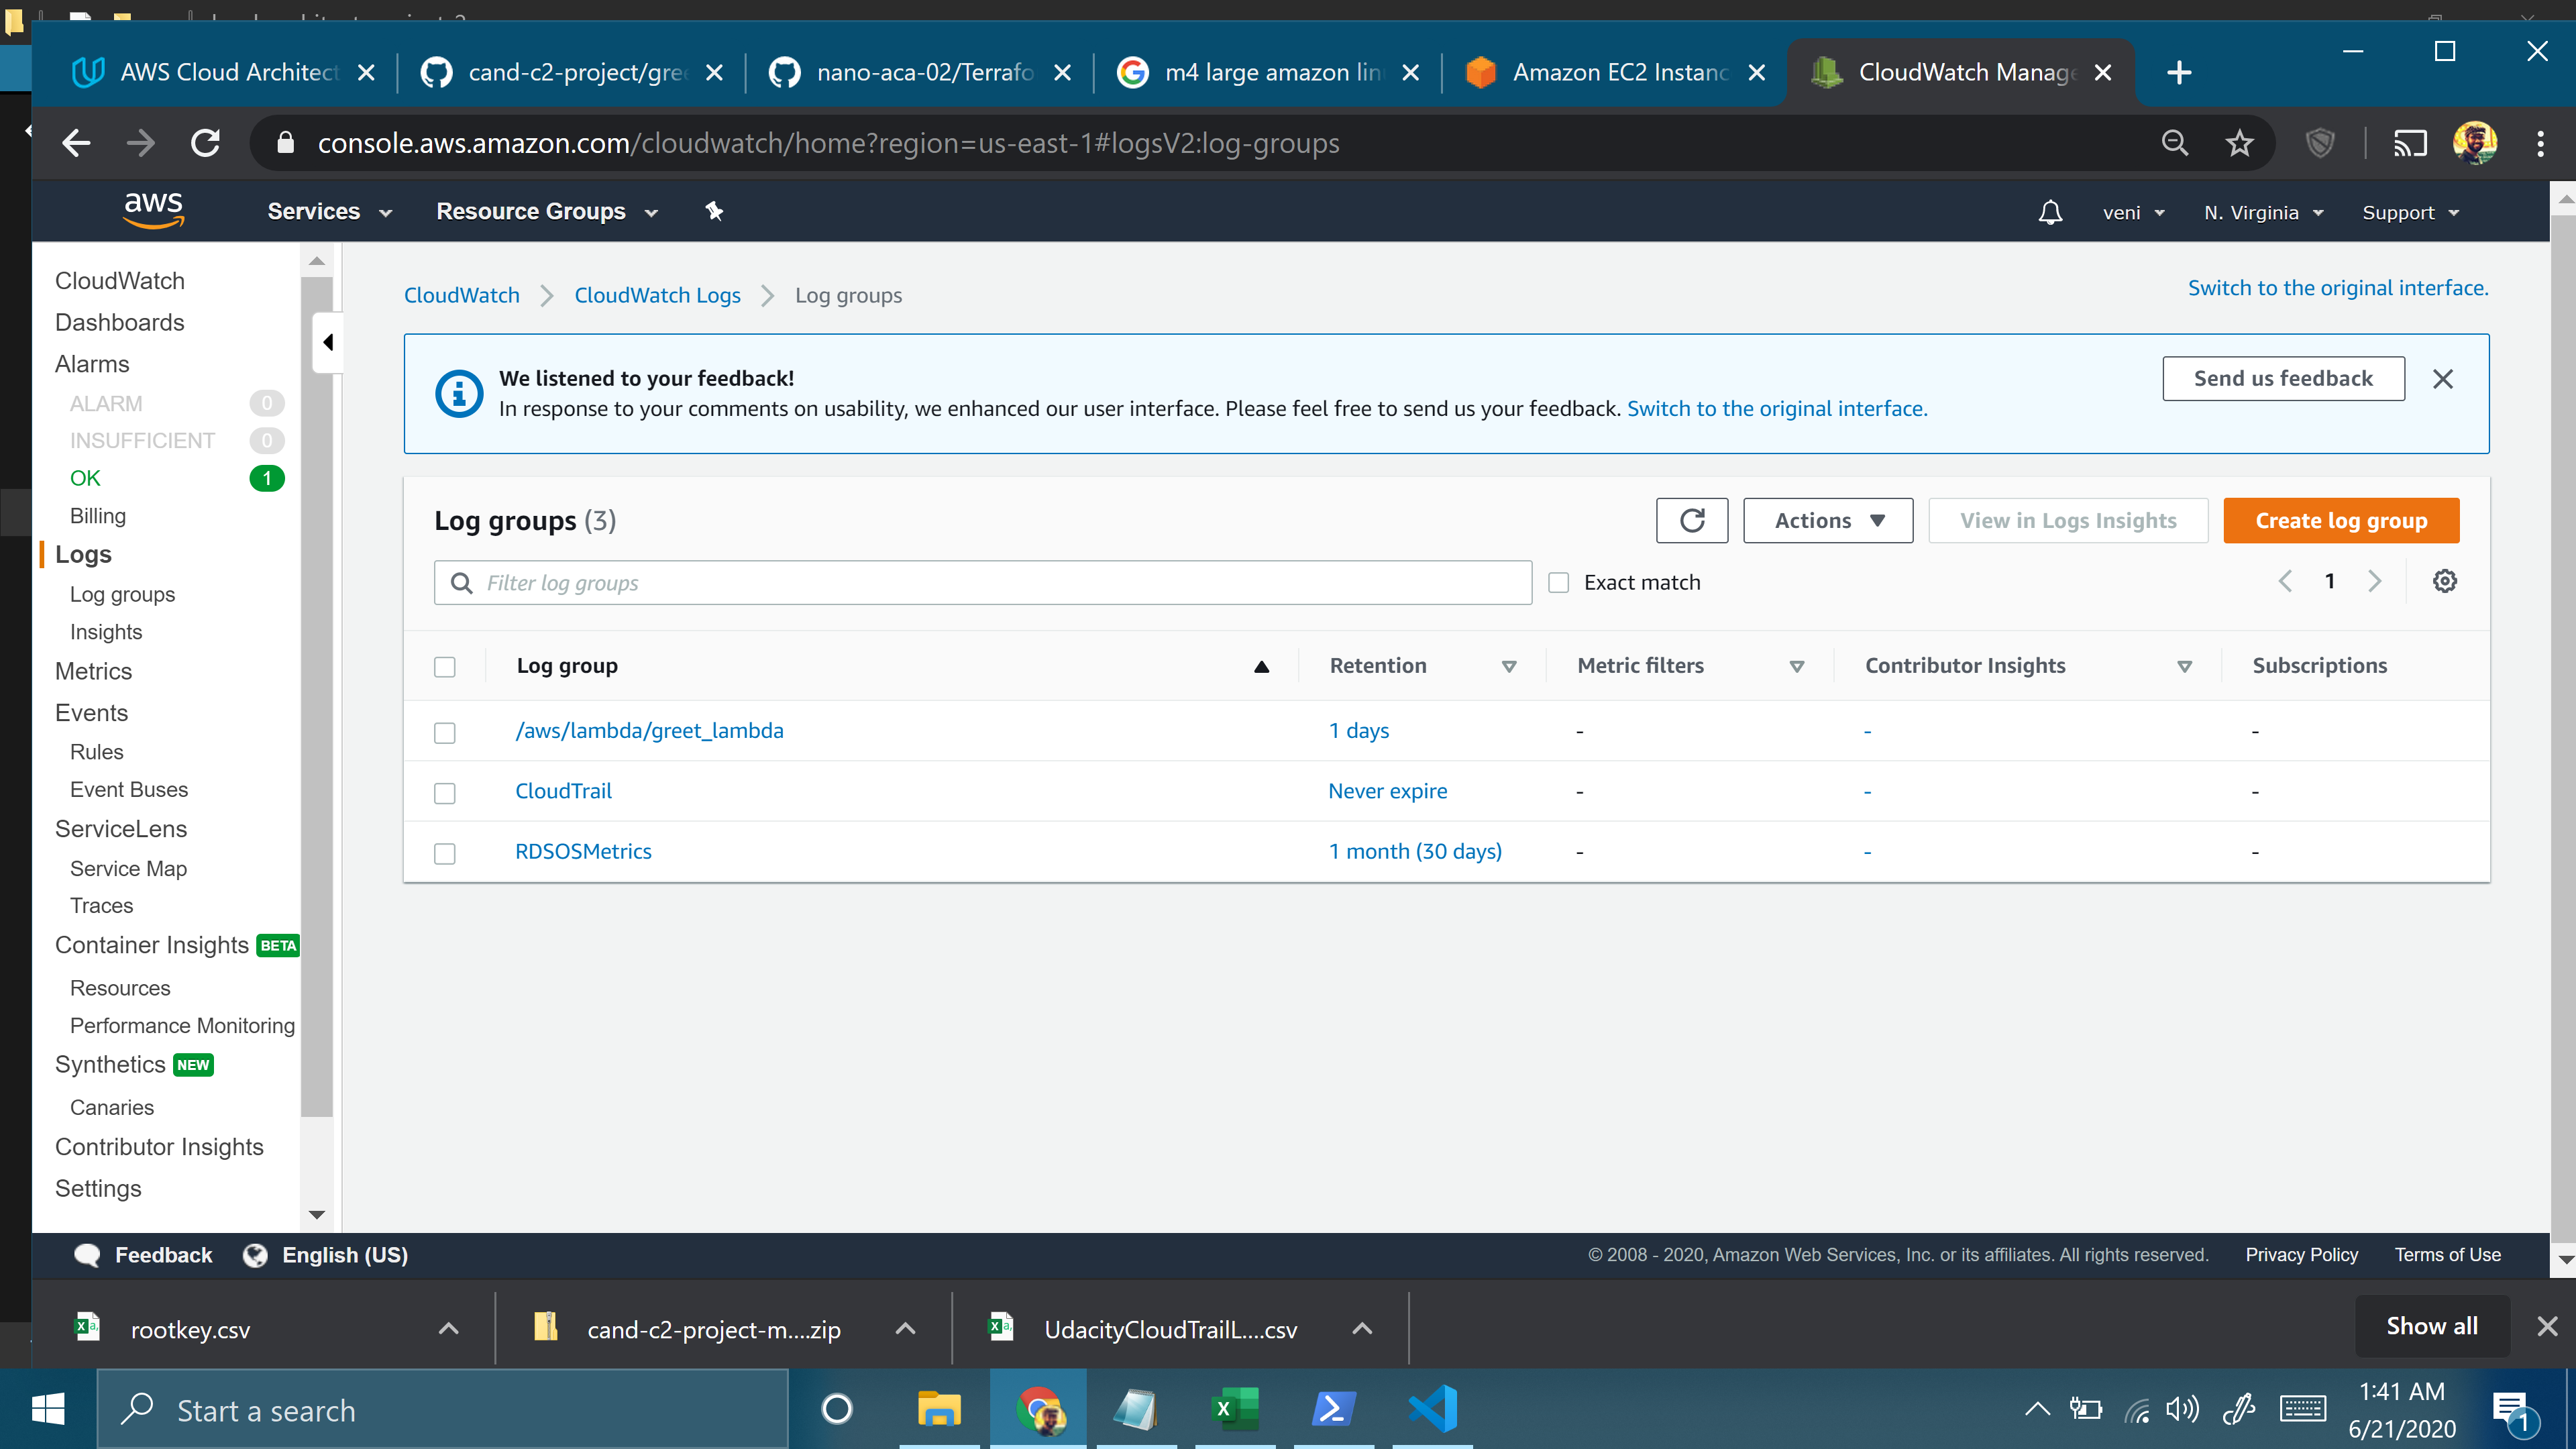 AWS Cloud Architect
cand-c2-project/gree
nano-aca-02/Terrafo
m4 large amazon lin
Amazon EC2 Instanc
CloudWatch Manage
console.aws.amazon.com/cloudwatch/home?region=us-east-1#logsV2:log-groups
aws
Services
Resource Groups
veni
N. Virginia
Support
CloudWatch
Dashboards
Alarms
ALARM 0
INSUFFICIENT 0
OK 1
Billing
Logs
Log groups
Insights
Metrics
Events
Rules
Event Buses
ServiceLens
Service Map
Traces
Container Insights BETA
Resources
Performance Monitoring
Synthetics NEW
Canaries
Contributor Insights
Settings
CloudWatch
CloudWatch Logs
Log groups
Switch to the original interface.
We listened to your feedback!
In response to your comments on usability, we enhanced our user interface. Please feel free to send us your feedback. Switch to the original interface.
Send us feedback
Log groups (3)
Actions
View in Logs Insights
Create log group
Filter log groups
Exact match
1
Log group Retention Metric filters Contributor Insights Subscriptions
/aws/lambda/greet_lambda 1 days - - -
CloudTrail Never expire - - -
RDSOSMetrics 1 month (30 days) - - -
Feedback
English (US)
© 2008 - 2020, Amazon Web Services, Inc. or its affiliates. All rights reserved.
Privacy Policy
Terms of Use
rootkey.csv
cand-c2-project-m....zip
UdacityCloudTrailL....csv
Show all
Start a search
1:41 AM
6/21/2020
1